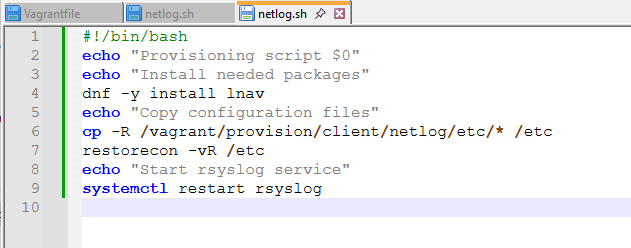 Vagrantfile netlog.sh netlog.sh
1 #!/bin/bash
2 echo "Provisioning script $0"
3 echo "Install needed packages"
4 dnf -y install lnav
5 echo "Copy configuration files"
6 cp -R /vagrant/provision/client/netlog/etc/* /etc
7 restorecon -vR /etc
8 echo "Start rsyslog service"
9 systemctl restart rsyslog
10